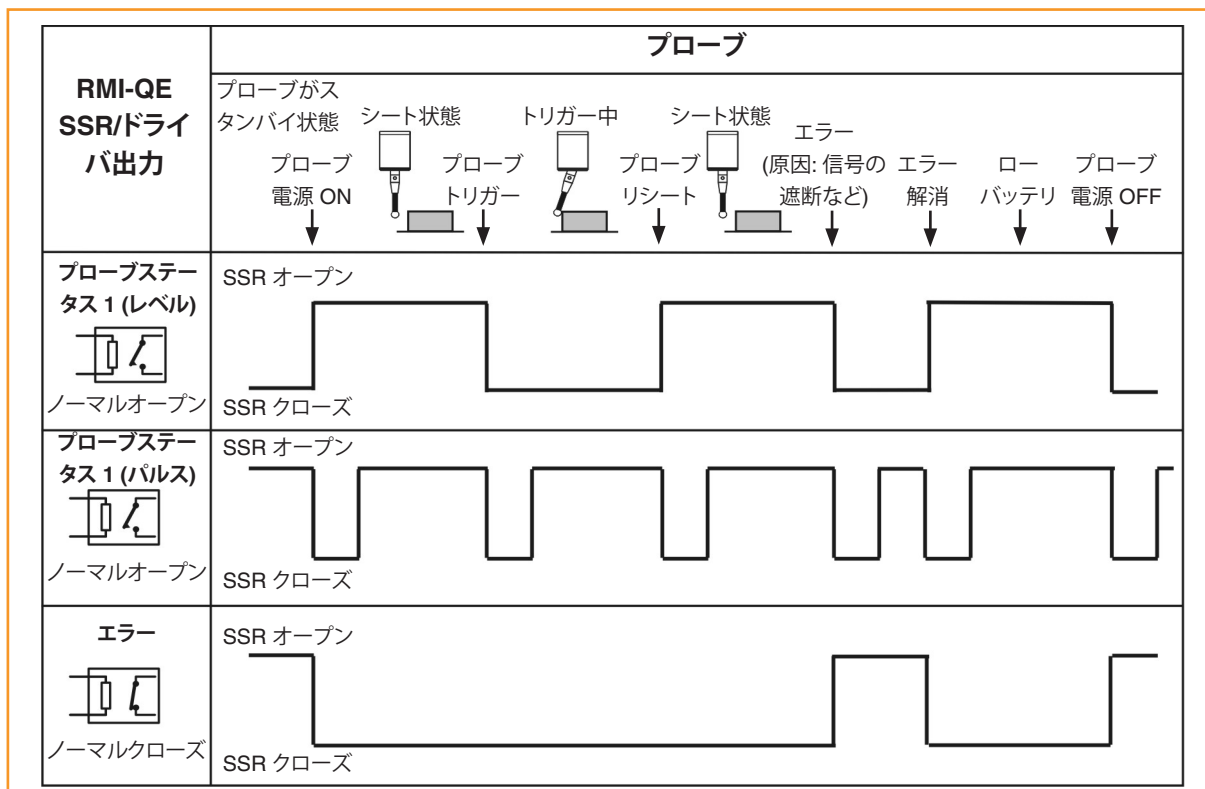 プローブ
RMI-QE
SSR/ドライ
バ出力
プローブがス
タンバイ状態
シート状態
トリガー中
シート状態
プローブ
電源 ON
プローブ
トリガー
プローブ
リシート
エラー
(原因: 信号の
遮断など)
エラー
解消
ロー
バッテリ
プローブ
電源 OFF
プローブステー
タス 1 (レベル)
ノーマルオープン
SSR オープン
SSR クローズ
プローブステー
タス 1 (パルス)
ノーマルオープン
SSR オープン
SSR クローズ
エラー
ノーマルクローズ
SSR オープン
SSR クローズ